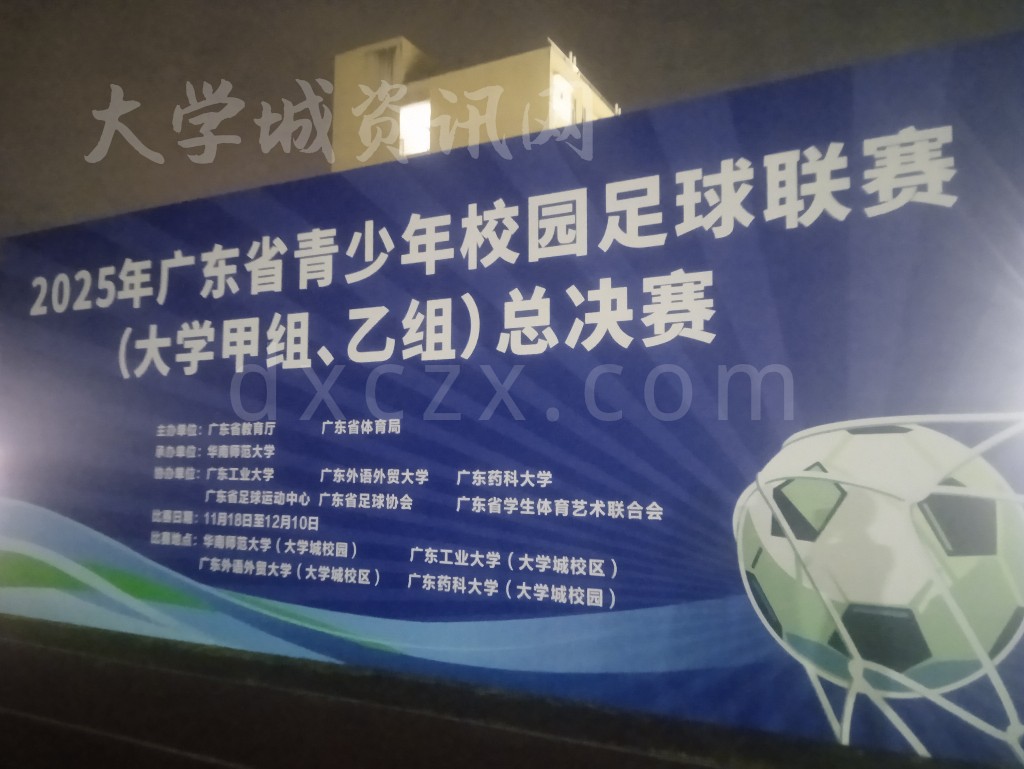 大学城资讯网
2025年广东省青少年校园足球联赛
(大学甲组、乙组)总决赛
dxczx.com
主办单位：广东省教育厅 广东省体育局
承办单位：华南师范大学
协办单位：广东工业大学 广东外语外贸大学 广东药科大学
广东省足球运动中心 广东省足球协会 广东省学生体育艺术联合会
比赛日期：11月18日至12月10日
比赛地点：华南师范大学（大学城校园） 广东工业大学（大学城校区）
广东外语外贸大学（大学城校区） 广东药科大学（大学城校园）